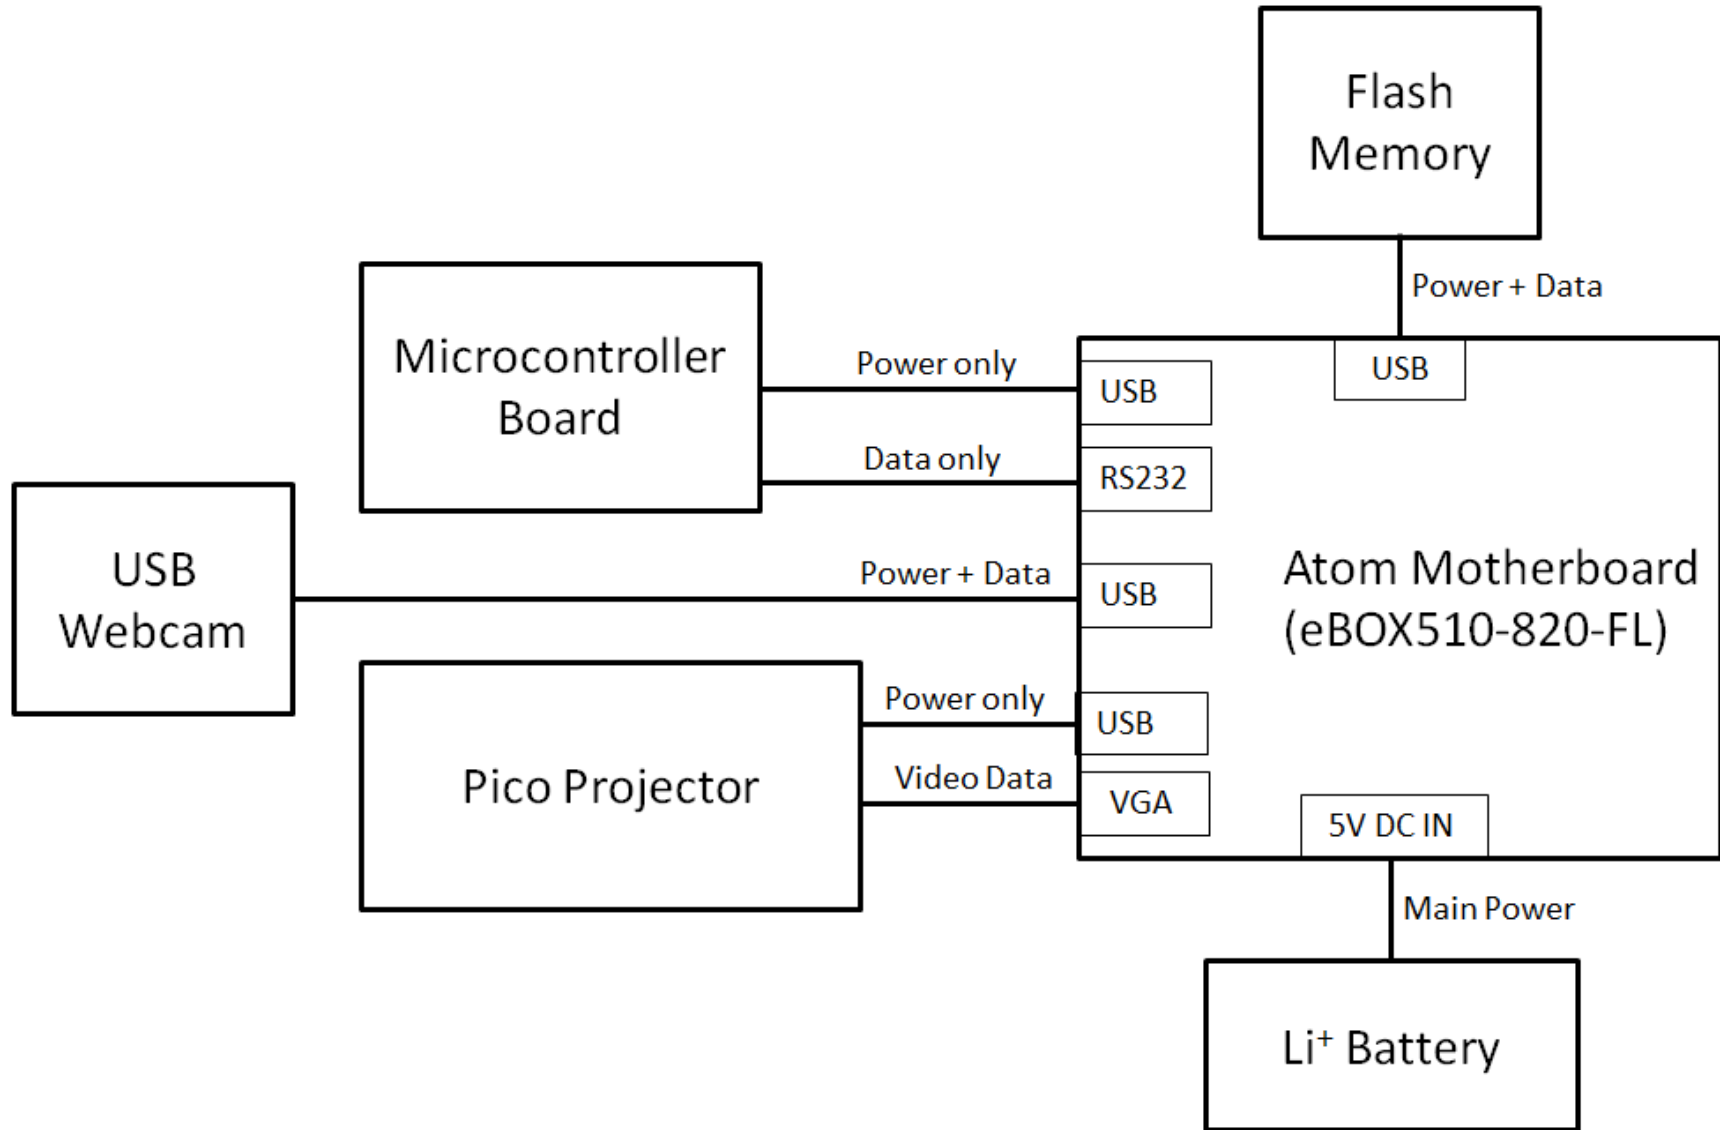 Flash
Memory
Power + Data
Microcontroller
Board
Power only
USB
USB
Data only
RS232
USB
Webcam
Power + Data
USB
Atom Motherboard
(eBOX510-820-FL)
Pico Projector
Power only
USB
Video Data
VGA
5V DC IN
Main Power
Li⁺ Battery